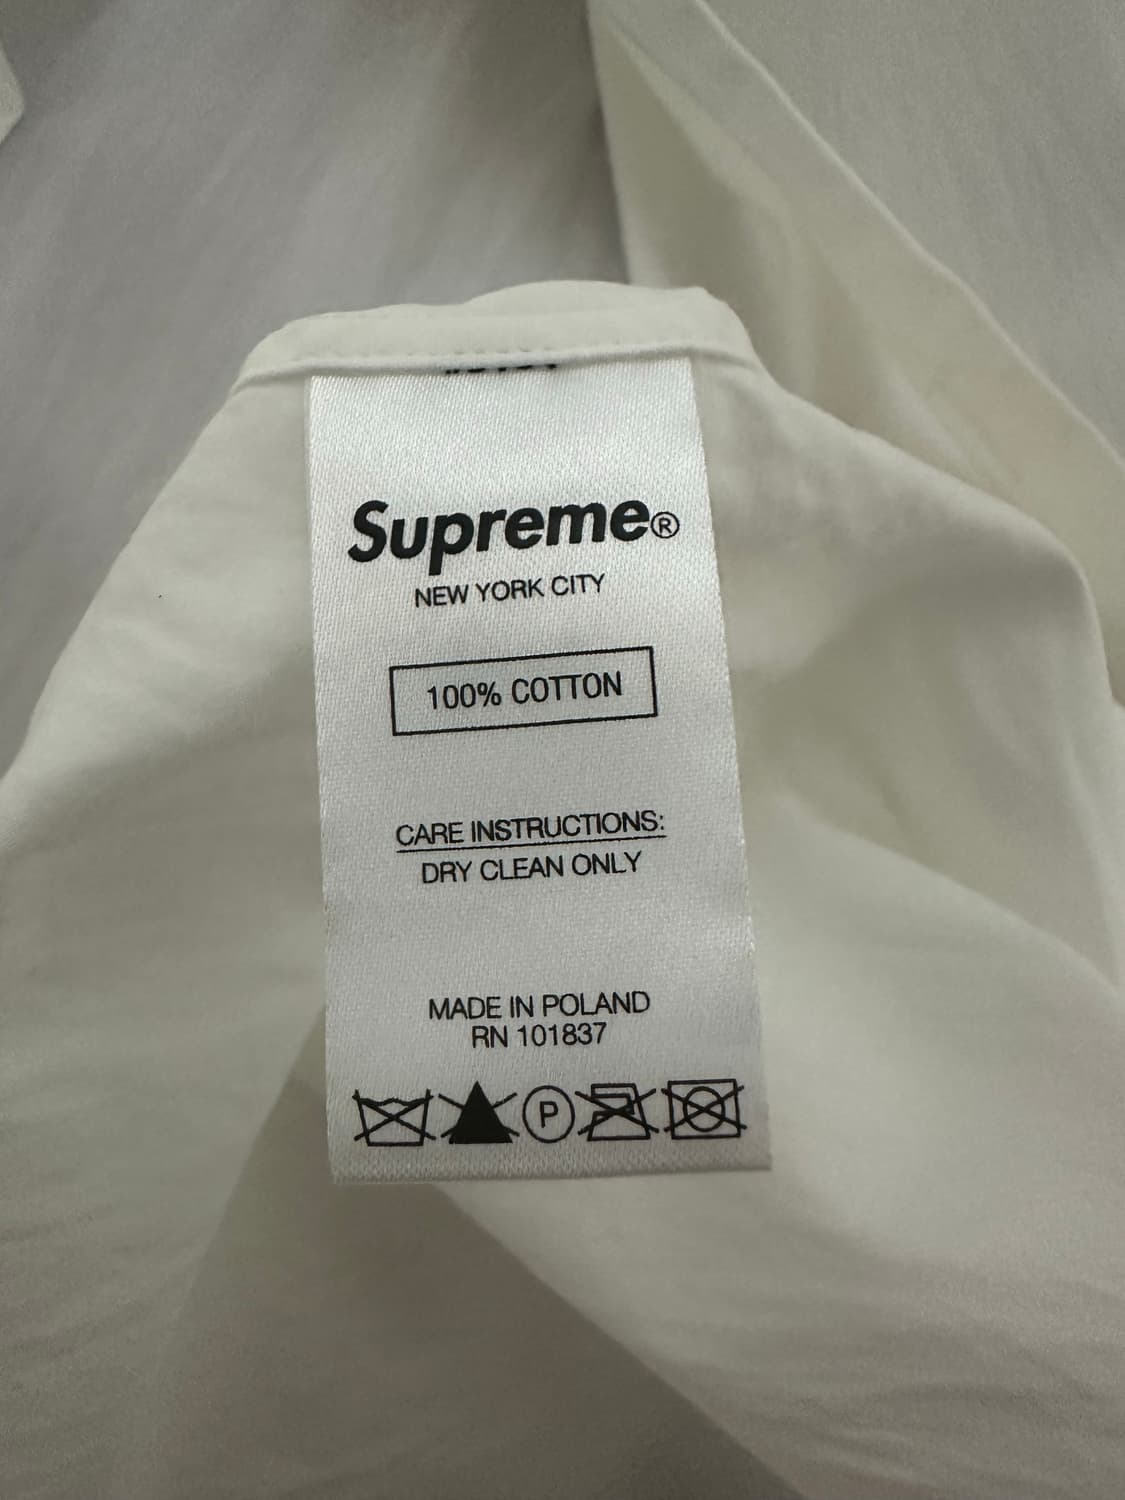 Supreme®
NEW YORK CITY
100% COTTON
CARE INSTRUCTIONS:
DRY CLEAN ONLY
MADE IN POLAND
RN 101837
P